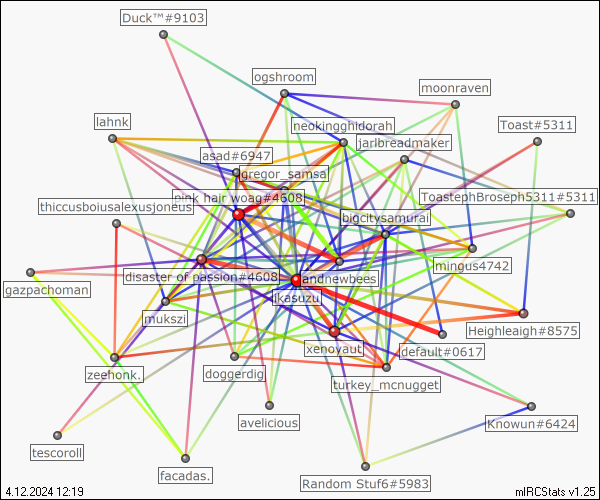 Duck™#9103
ogshroom
moonraven
lahnk
neokingghidorah
Toast#5311
jarlbreadmaker
asad#6947
gregor_samsa
pink hair woag#4608
ToastephBroseph5311#5311
thiccusboiusalexusjoneus
bigcitysamurai
mingus4742
disaster of passion#4608
andnewbees
gazpachoman
ikasuzu
mukszi
Heighleaigh#8575
xenoyaut
default#0617
zeehonk.
doggerdig
turkey_mcnugget
avelicious
Knowun#6424
tescoroll
facadas.
Random Stuf6#5983
4.12.2024 12:19
mIRCStats v1.25